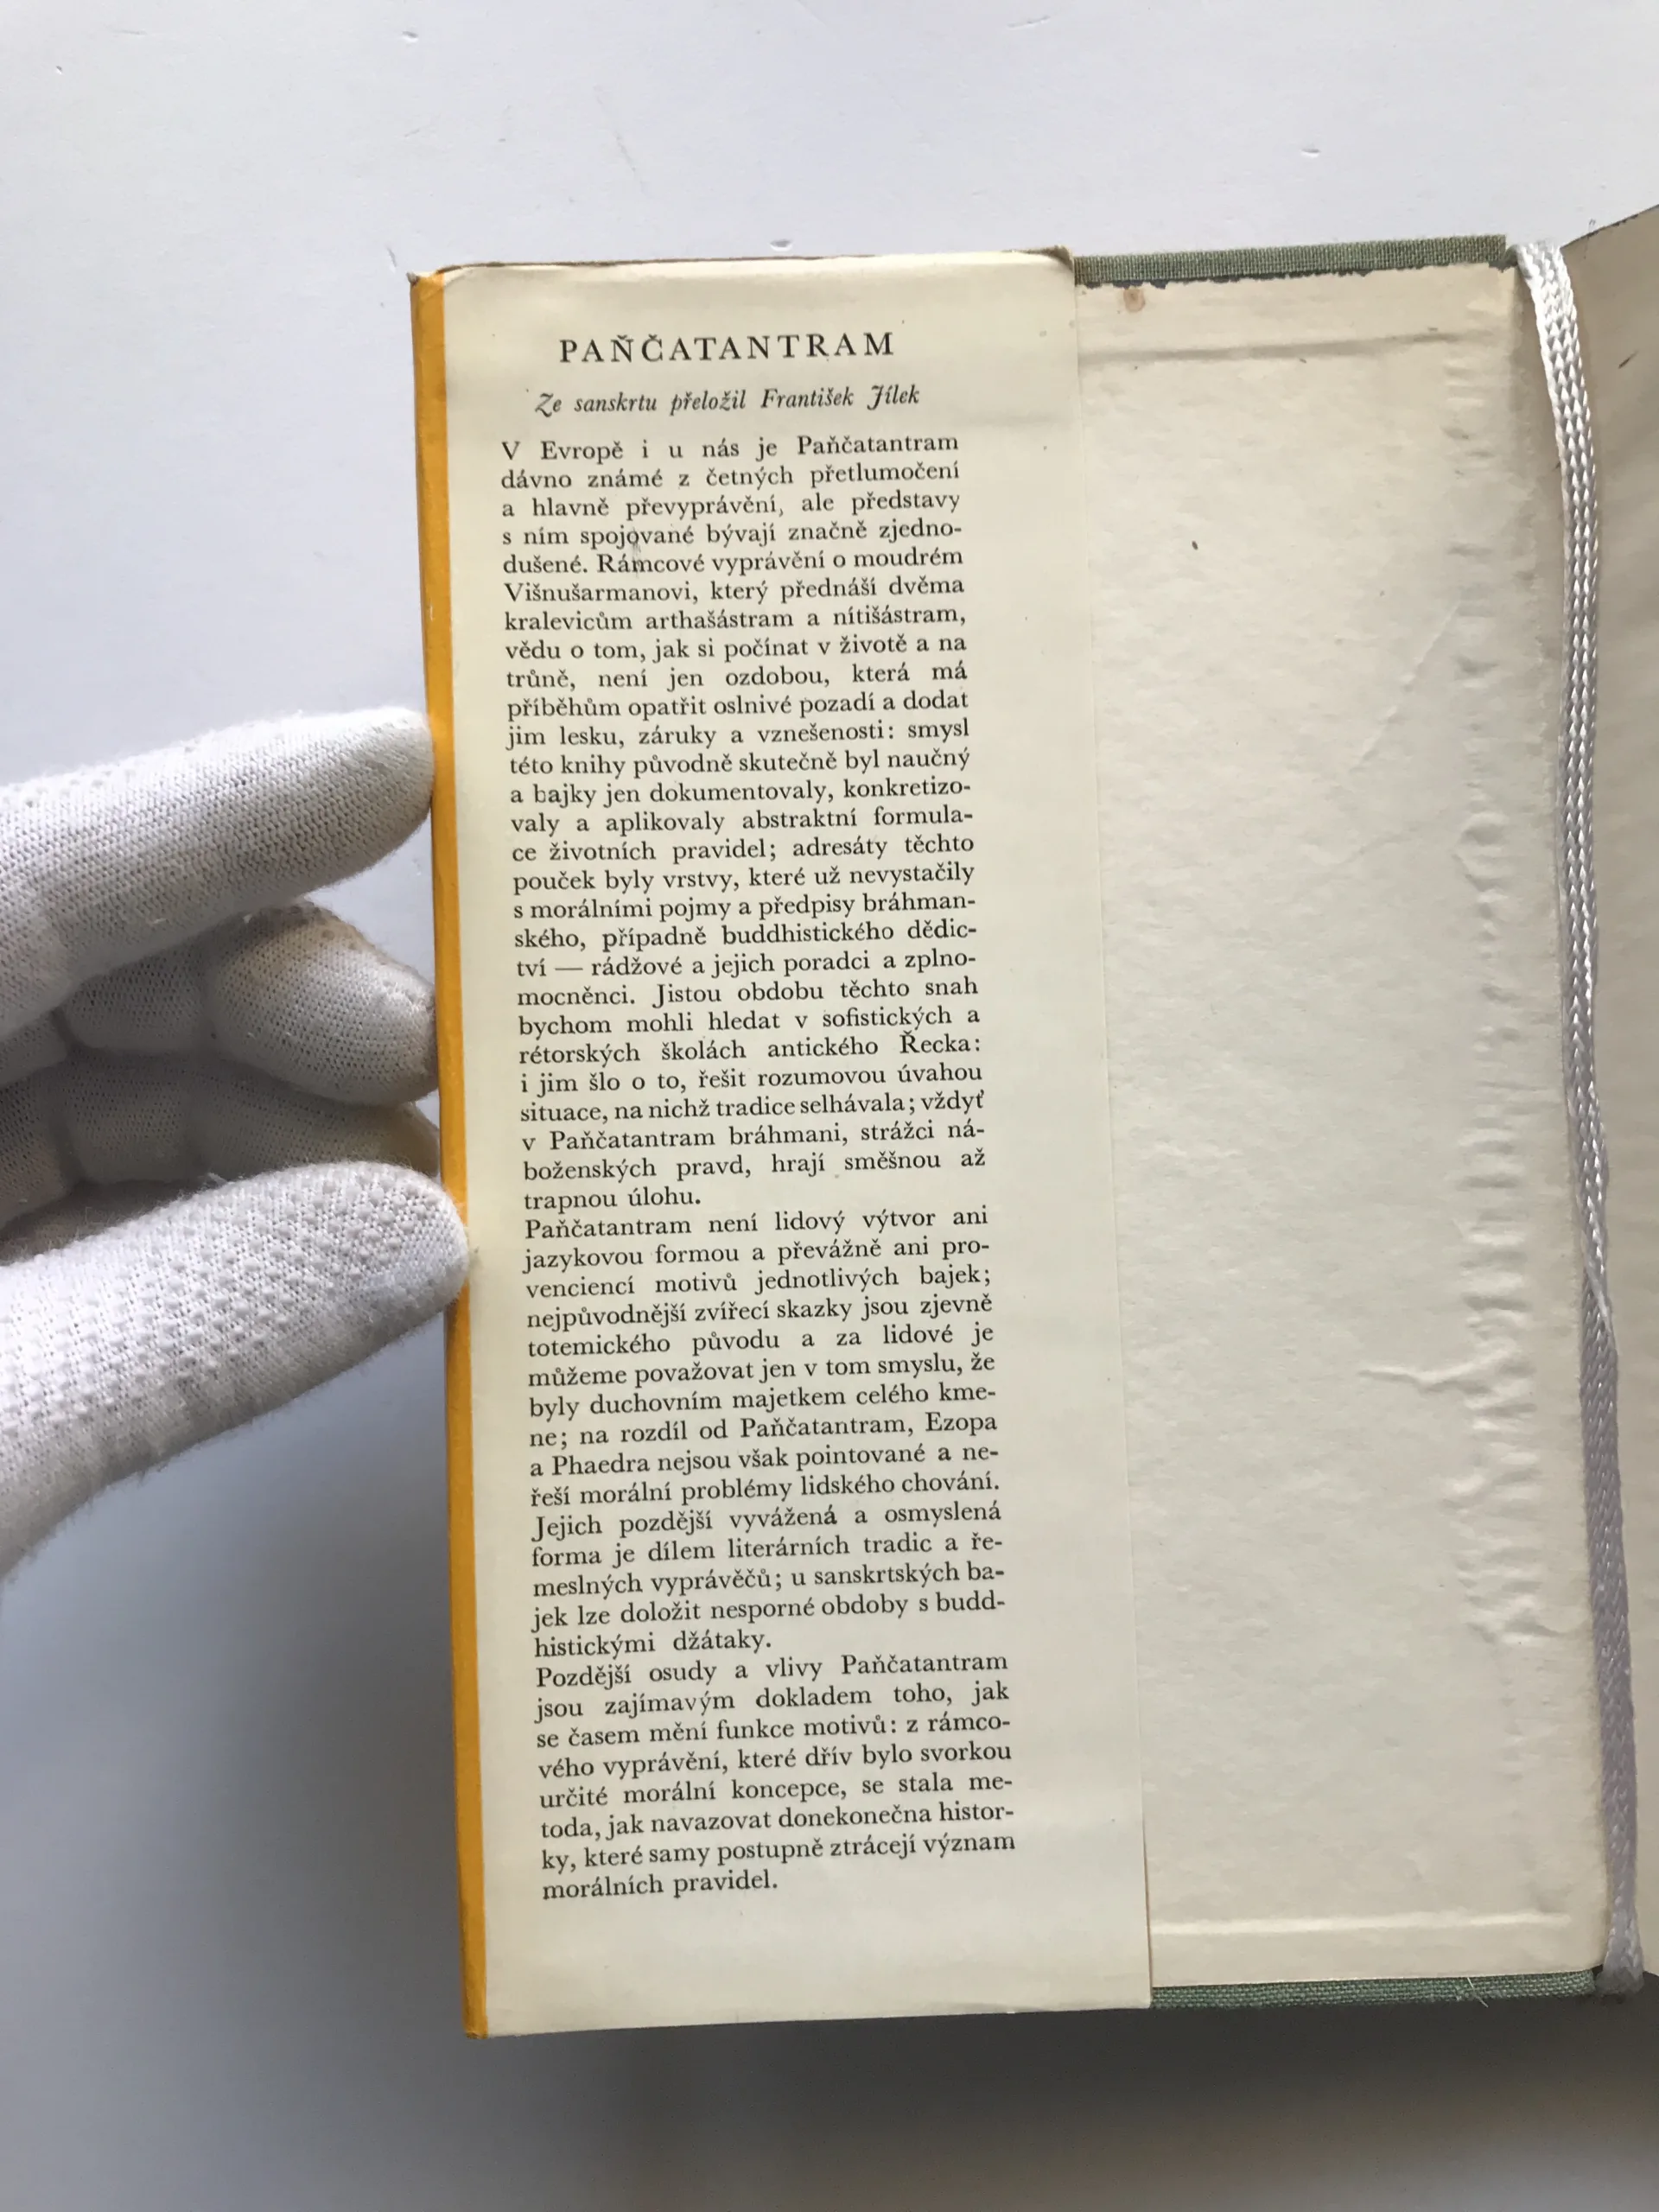 PAŇČATANTRAM
Ze sanskrtu přeložil František Jílek
V Evropě i u nás je Paňčatantram
dávno známé z četných přetlumočení
a hlavně převyprávění, ale představy
s ním spojované bývají značně zjedno-
dušené. Rámcové vyprávění o moudrém
Višnušarmanovi, který přednáší dvěma
kralevicům arthašástram a nítišástram,
vědu o tom, jak si počínat v životě a na
trůně, není jen ozdobou, která má
příběhům opatřit oslnivé pozadí a dodat
jim lesku, záruky a vznešenosti: smysl
této knihy původně skutečně byl naučný
a bajky jen dokumentovaly, konkretizo-
valy a aplikovaly abstraktní formula-
ce životních pravidel; adresáty těchto
pouček byly vrstvy, které už nevystačily
s morálními pojmy a předpisy bráhman-
ského, případně buddhistického dědic-
tví — rádžové a jejich poradci a zplno-
mocněnci. Jistou obdobu těchto snah
bychom mohli hledat v sofistických a
rétorských školách antického Řecka:
i jim šlo o to, řešit rozumovou úvahou
situace, na nichž tradice selhávala; vždyť
v Paňčatantram bráhmani, strážci ná-
boženských pravd, hrají směšnou až
trapnou úlohu.
Paňčatantram není lidový výtvor ani
jazykovou formou a převážně ani pro-
venciencí motivů jednotlivých bajek;
nejpůvodnější zvířecí skazky jsou zjevně
totemického původu a za lidové je
můžeme považovat jen v tom smyslu, že
byly duchovním majetkem celého kme-
ne; na rozdíl od Paňčatantram, Ezopa
a Phaedra nejsou však pointované a ne-
řeší morální problémy lidského chování.
Jejich pozdější vyvážená a osmyslená
forma je dílem literárních tradic a ře-
meslných vyprávěčů; u sanskrtských ba-
jek lze doložit nesporné obdoby s budd-
histickými džátaky.
Pozdější osudy a vlivy Paňčatantram
jsou zajímavým dokladem toho, jak
se časem mění funkce motivů: z rámco-
vého vyprávění, které dřív bylo svorkou
určité morální koncepce, se stala me-
toda, jak navazovat donekonečna histor-
ky, které samy postupně ztrácejí význam
morálních pravidel.